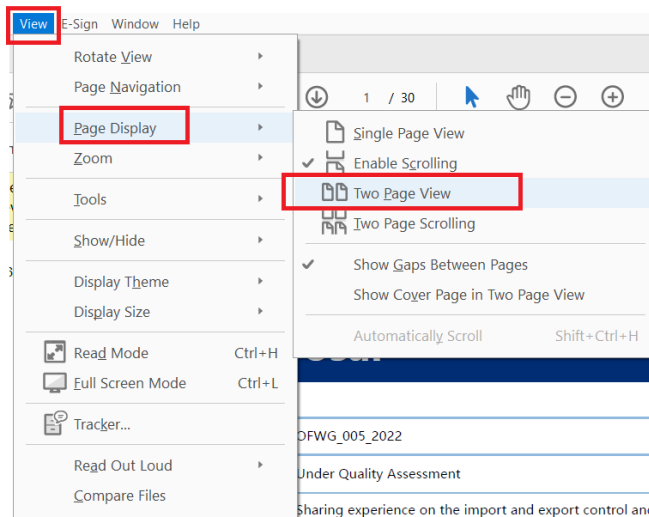 View E-Sign Window Help
Rotate View
Page Navigation
1 / 30
Page Display
Single Page View
Zoom
Enable Scrolling
Two Page View
Tools
Two Page Scrolling
Show/Hide
Show Gaps Between Pages
Display Theme
Show Cover Page in Two Page View
Display Size
Automatically Scroll Shift+Ctrl+H
Read Mode Ctrl+H
Full Screen Mode Ctrl+L
Tracker...
OFWG_005_2022
Read Out Loud
Under Quality Assessment
Compare Files
Sharing experience on the import and export control and